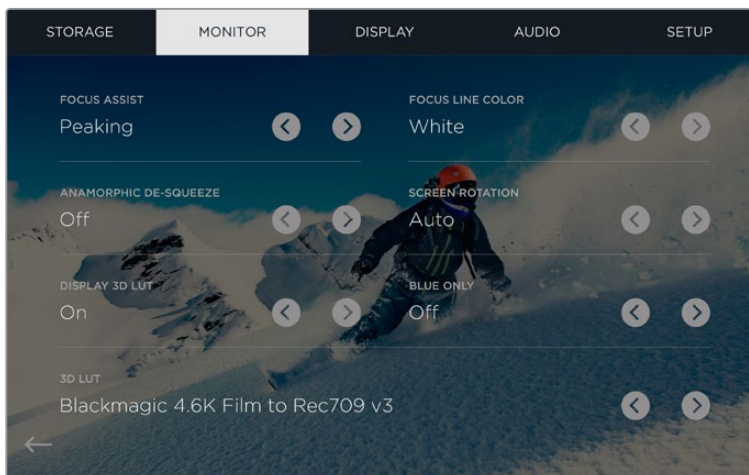 STORAGE MONITOR DISPLAY AUDIO SETUP
FOCUS ASSIST
Peaking
FOCUS LINE COLOR
White
ANAMORPHIC DE-SQUEEZE
Off
SCREEN ROTATION
Auto
DISPLAY 3D LUT
On
BLUE ONLY
Off
3D LUT
Blackmagic 4.6K Film to Rec709 v3